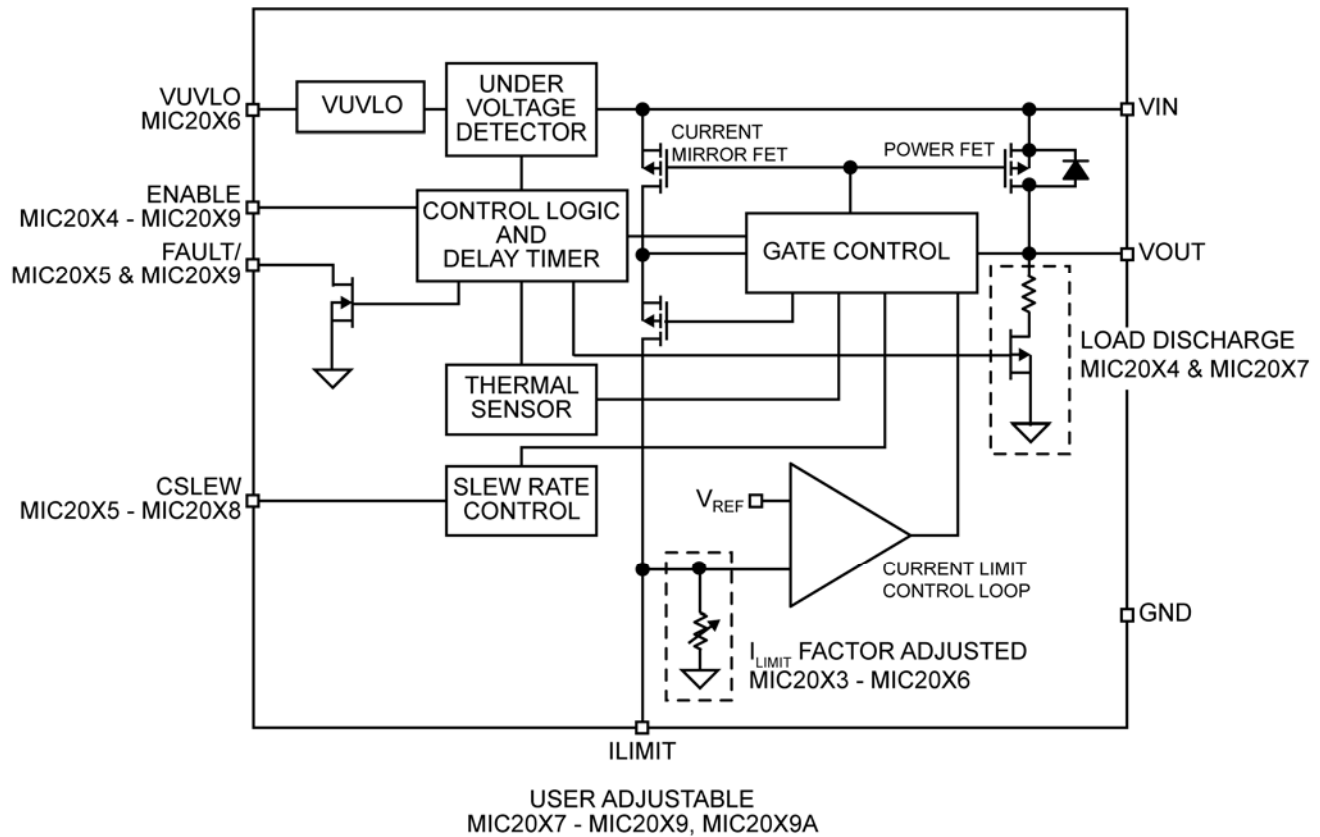 VUVLO
MIC20X6
VUVLO
UNDER
VOLTAGE
DETECTOR
VIN
CURRENT
MIRROR FET
POWER FET
ENABLE
MIC20X4 - MIC20X9
FAULT/
MIC20X5 & MIC20X9
CONTROL LOGIC
AND
DELAY TIMER
GATE CONTROL
VOUT
LOAD DISCHARGE
MIC20X4 & MIC20X7
THERMAL
SENSOR
CSLEW
MIC20X5 - MIC20X8
SLEW RATE
CONTROL
VREF
CURRENT LIMIT
CONTROL LOOP
GND
ILIMIT FACTOR ADJUSTED
MIC20X3 - MIC20X6
ILIMIT
USER ADJUSTABLE
MIC20X7 - MIC20X9, MIC20X9A